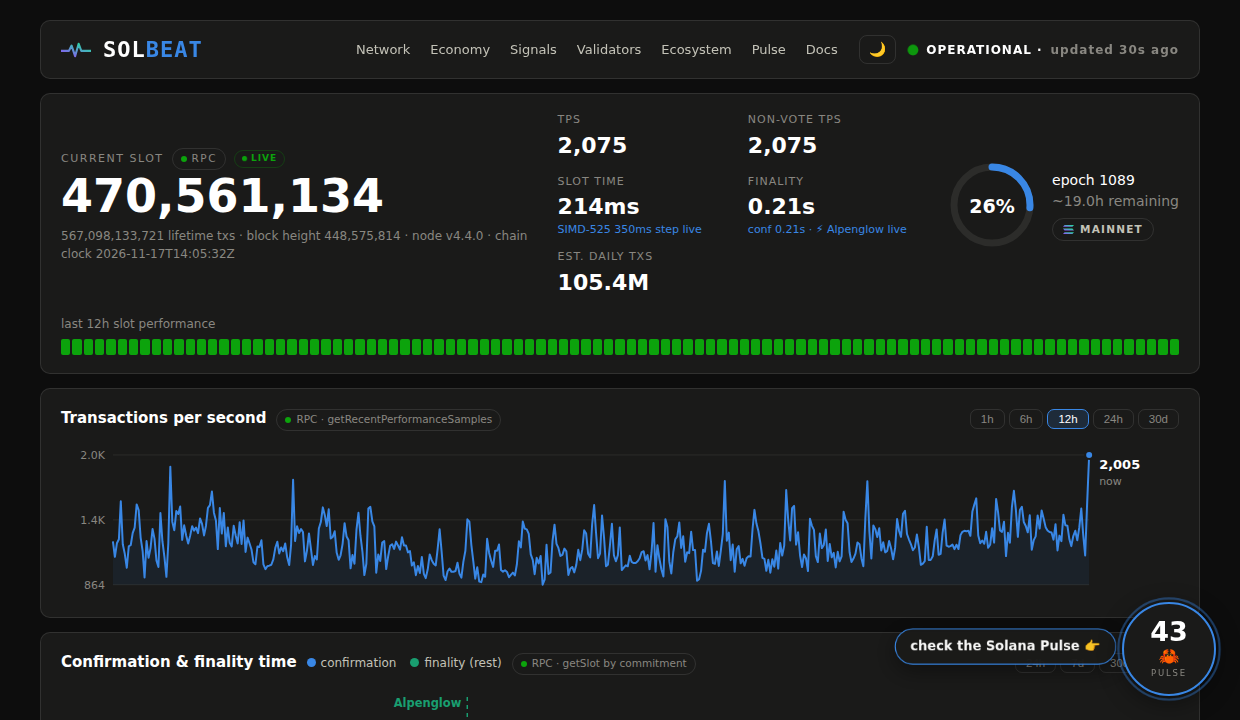 SOLBEAT
Network Economy Signals Validators Ecosystem Pulse Docs
OPERATIONAL · updated 30s ago
CURRENT SLOT RPC LIVE
470,561,134
567,098,133,721 lifetime txs · block height 448,575,814 · node v4.4.0 · chain
clock 2026-11-17T14:05:32Z
TPS
2,075
NON-VOTE TPS
2,075
SLOT TIME
214ms
SIMD-525 350ms step live
FINALITY
0.21s
conf 0.21s · ⚡ Alpenglow live
EST. DAILY TXS
105.4M
26%
epoch 1089
~19.0h remaining
MAINNET
last 12h slot performance
Transactions per second RPC · getRecentPerformanceSamples
1h 6h 12h 24h 30d
2.0K
1.4K
864
2,005
now
Confirmation & finality time confirmation finality (rest) RPC · getSlot by commitment
Alpenglow
check the Solana Pulse 👉
43
PULSE